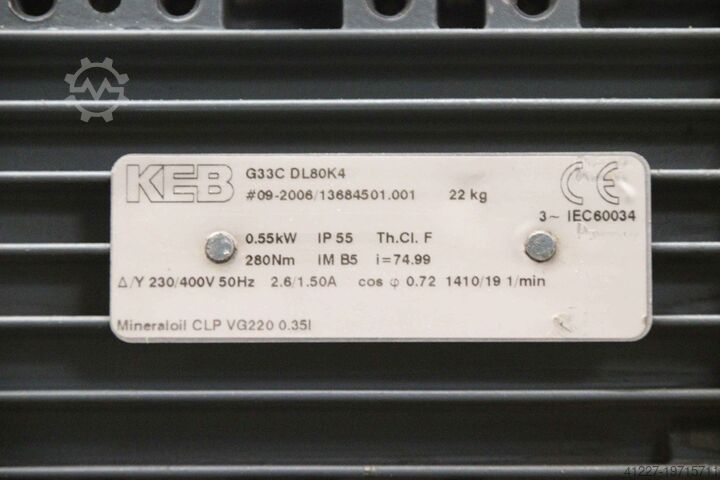 KEB
G33C DL80K4
#09-2006/13684501.001 22 kg
CE
3~ IEC60034
0.55kW IP 55 Th.Cl. F
280Nm IM B5 i=74.99
Δ/Y 230/400V 50Hz 2.6/1.50A cos φ 0.72 1410/19 1/min
Mineraloil CLP VG220 0.35l
41227-19715711